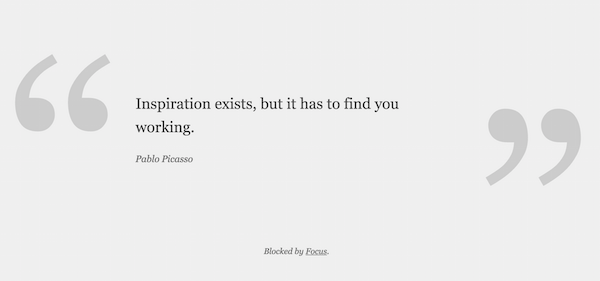 “
Inspiration exists, but it has to find you
working.
”
Pablo Picasso
Blocked by Focus.